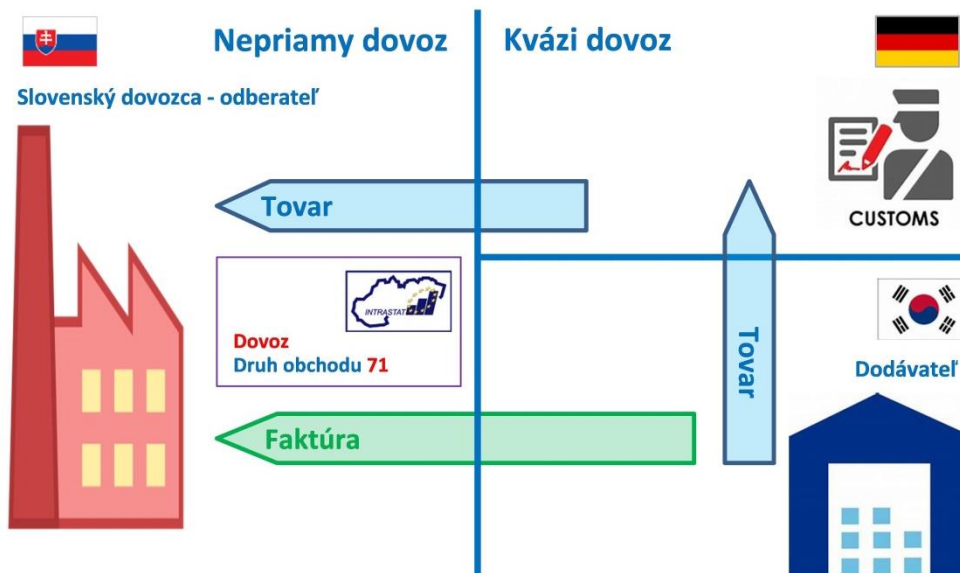 Nepriamy dovoz
Kvázi dovoz
Slovenský dovozca - odberateľ
CUSTOMS
Tovar
INTRASTAT
Dovoz
Druh obchodu 71
Tovar
Dodávateľ
Faktúra